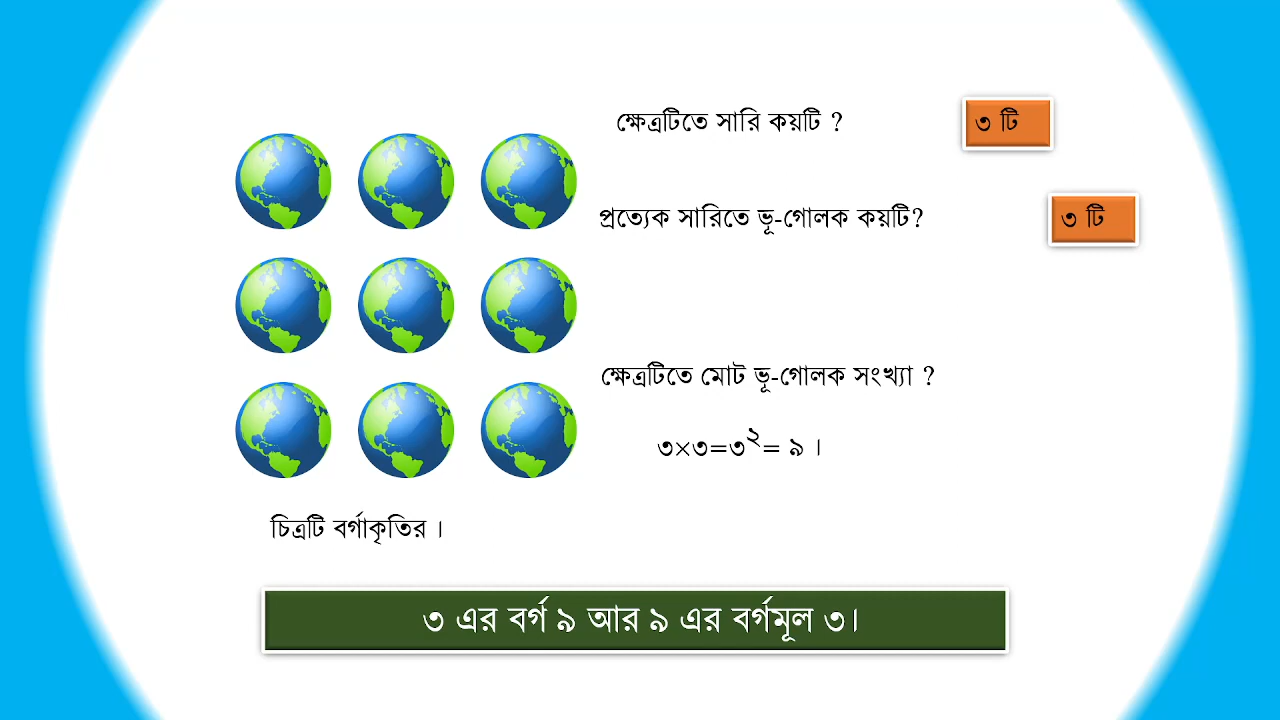 ক্ষেত্রটিতে সারি কয়টি ?
৩ টি
প্রত্যেক সারিতে ভূ-গোলক কয়টি?
৩ টি
ক্ষেত্রটিতে মোট ভূ-গোলক সংখ্যা ?
৩×৩=৩²= ৯ ।
চিত্রটি বর্গাকৃতির ।
৩ এর বর্গ ৯ আর ৯ এর বর্গমূল ৩।